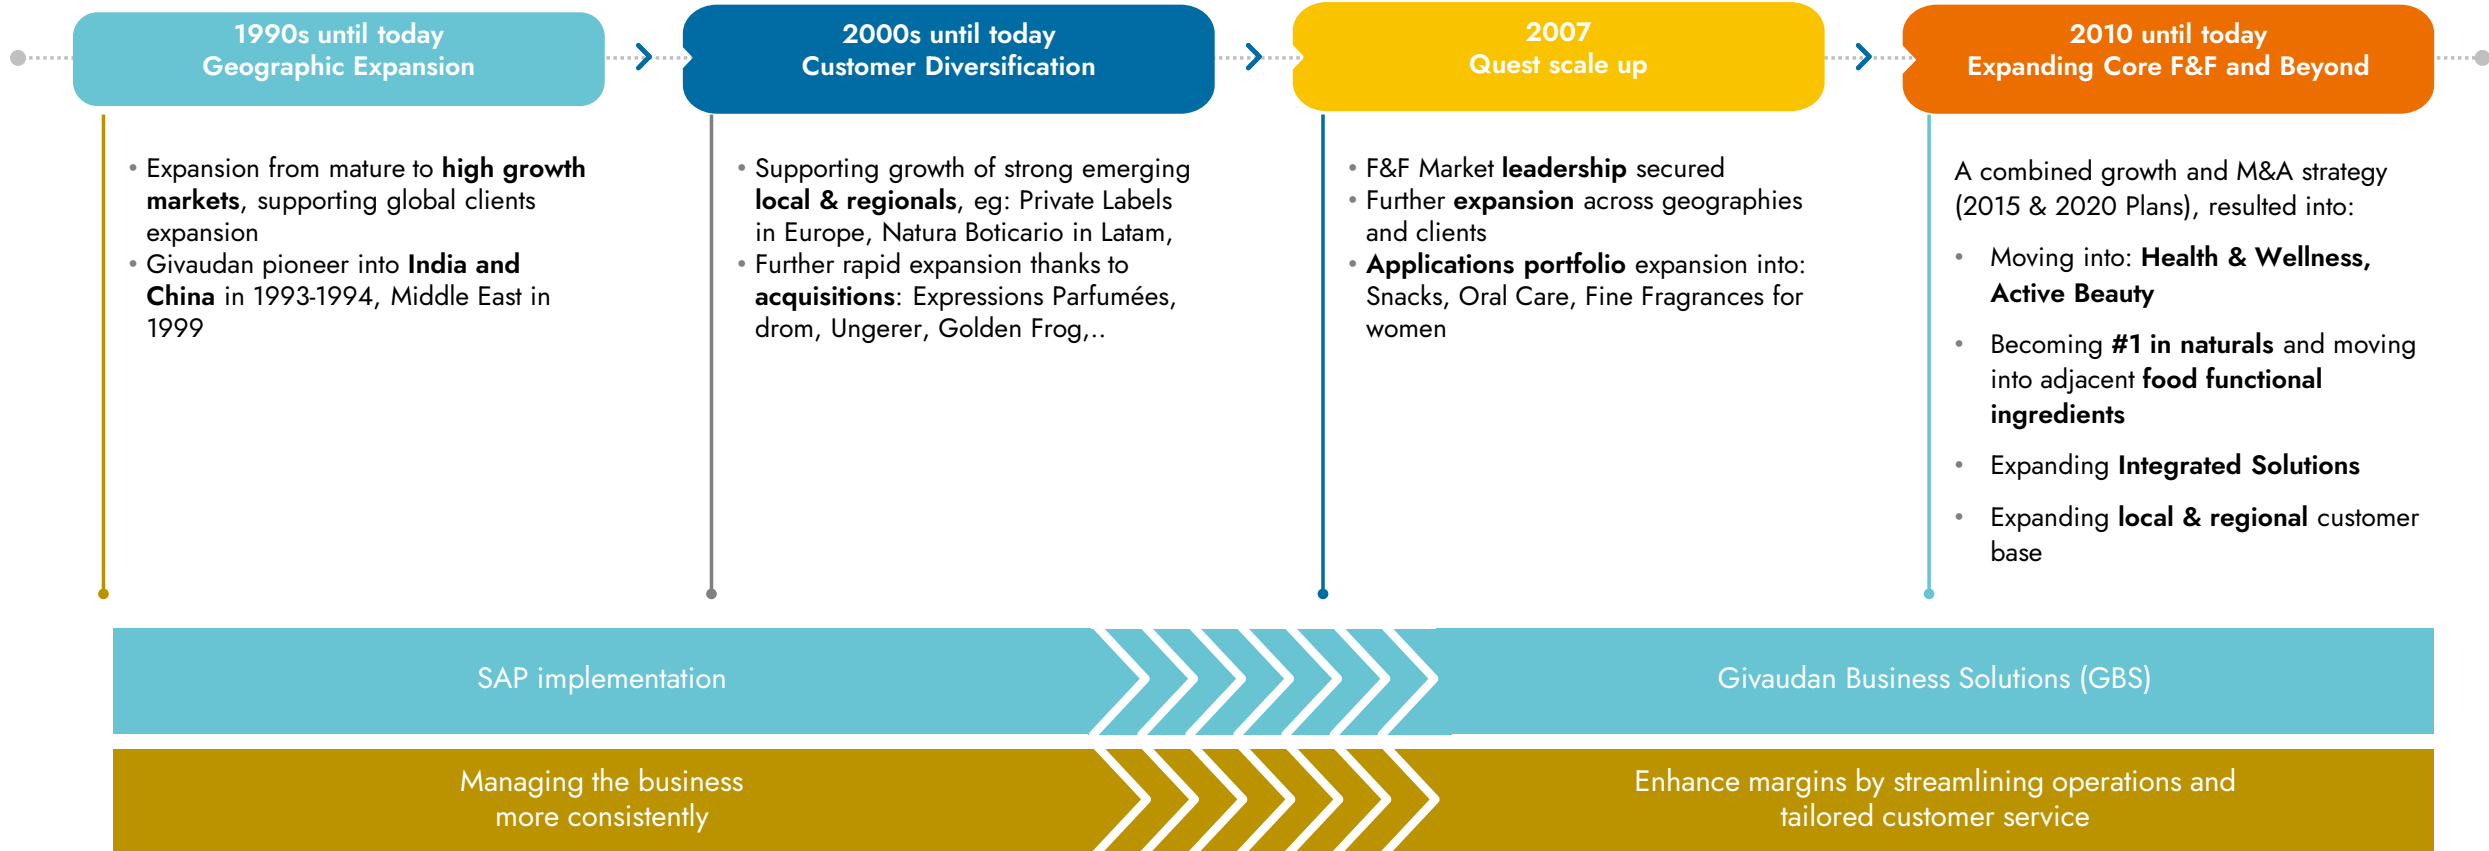 1990s until today
Geographic Expansion
2000s until today
Customer Diversification
2007
Quest scale up
2010 until today
Expanding Core F&F and Beyond
• Expansion from mature to high growth
markets, supporting global clients
expansion
• Givaudan pioneer into India and
China in 1993-1994, Middle East in
1999
• Supporting growth of strong emerging
local & regionals, eg: Private Labels
in Europe, Natura Boticario in Latam,
• Further rapid expansion thanks to
acquisitions: Expressions Parfumées,
drom, Ungerer, Golden Frog,..
• F&F Market leadership secured
• Further expansion across geographies
and clients
• Applications portfolio expansion into:
Snacks, Oral Care, Fine Fragrances for
women
A combined growth and M&A strategy
(2015 & 2020 Plans), resulted into:
• Moving into: Health & Wellness,
Active Beauty
• Becoming #1 in naturals and moving
into adjacent food functional
ingredients
• Expanding Integrated Solutions
• Expanding local & regional customer
base
SAP implementation
Givaudan Business Solutions (GBS)
Managing the business
more consistently
Enhance margins by streamlining operations and
tailored customer service